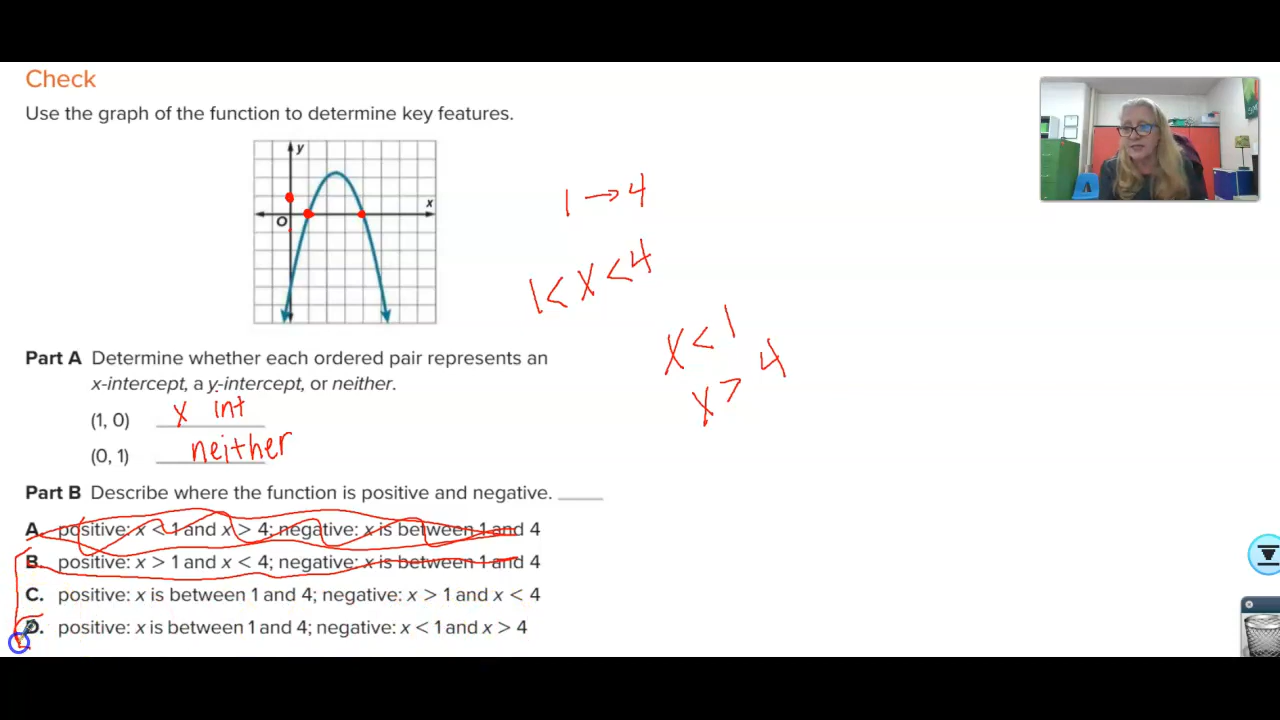 Check
Use the graph of the function to determine key features.
y
x
O
1 → 4
1 < x < 4
x < 1
x > 4
Part A Determine whether each ordered pair represents an
x-intercept, a y-intercept, or neither.
(1, 0) x int
(0, 1) neither
Part B Describe where the function is positive and negative.
A. positive: x < 1 and x > 4; negative: x is between 1 and 4
B. positive: x > 1 and x < 4; negative: x is between 1 and 4
C. positive: x is between 1 and 4; negative: x > 1 and x < 4
D. positive: x is between 1 and 4; negative: x < 1 and x > 4